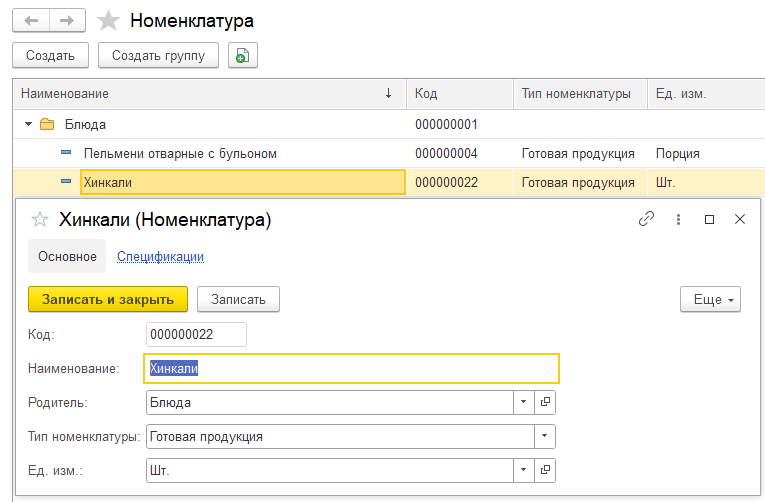 Номенклатура
Создать Создать группу
Наименование ↓ Код Тип номенклатуры Ед. изм.
Блюда 000000001
Пельмени отварные с бульоном 000000004 Готовая продукция Порция
Хинкали 000000022 Готовая продукция Шт.
Хинкали (Номенклатура)
Основное Спецификации
Записать и закрыть Записать Еще
Код: 000000022
Наименование: Хинкали
Родитель: Блюда
Тип номенклатуры: Готовая продукция
Ед. изм.: Шт.